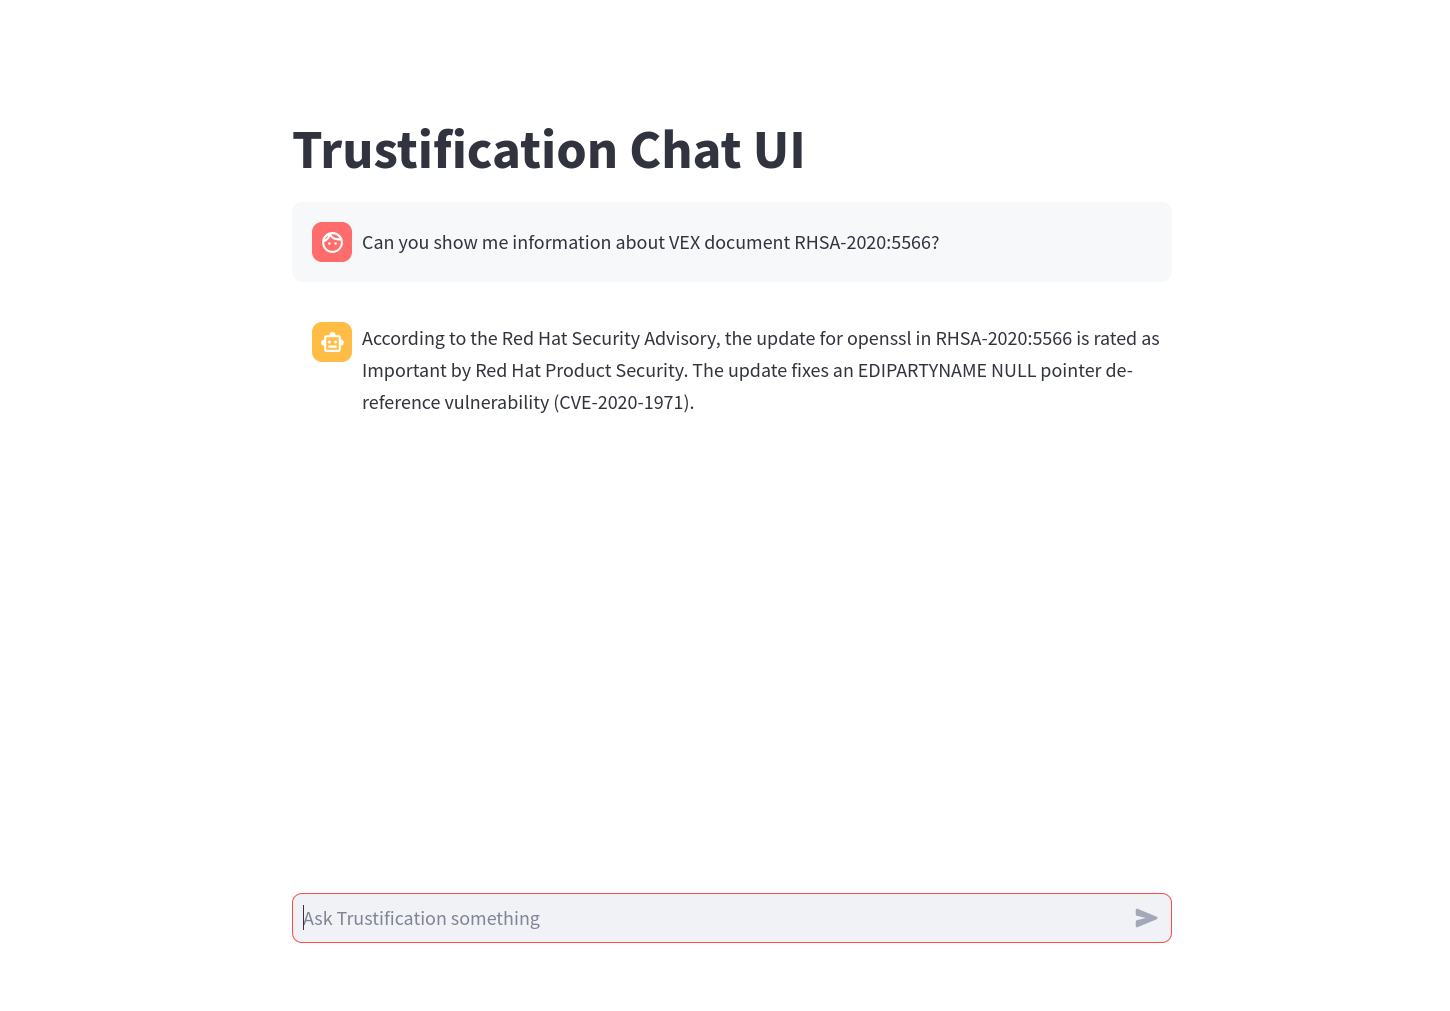 Trustification Chat UI
Can you show me information about VEX document RHSA-2020:5566?
According to the Red Hat Security Advisory, the update for openssl in RHSA-2020:5566 is rated as
Important by Red Hat Product Security. The update fixes an EDIPARTYNAME NULL pointer de-
reference vulnerability (CVE-2020-1971).
Ask Trustification something